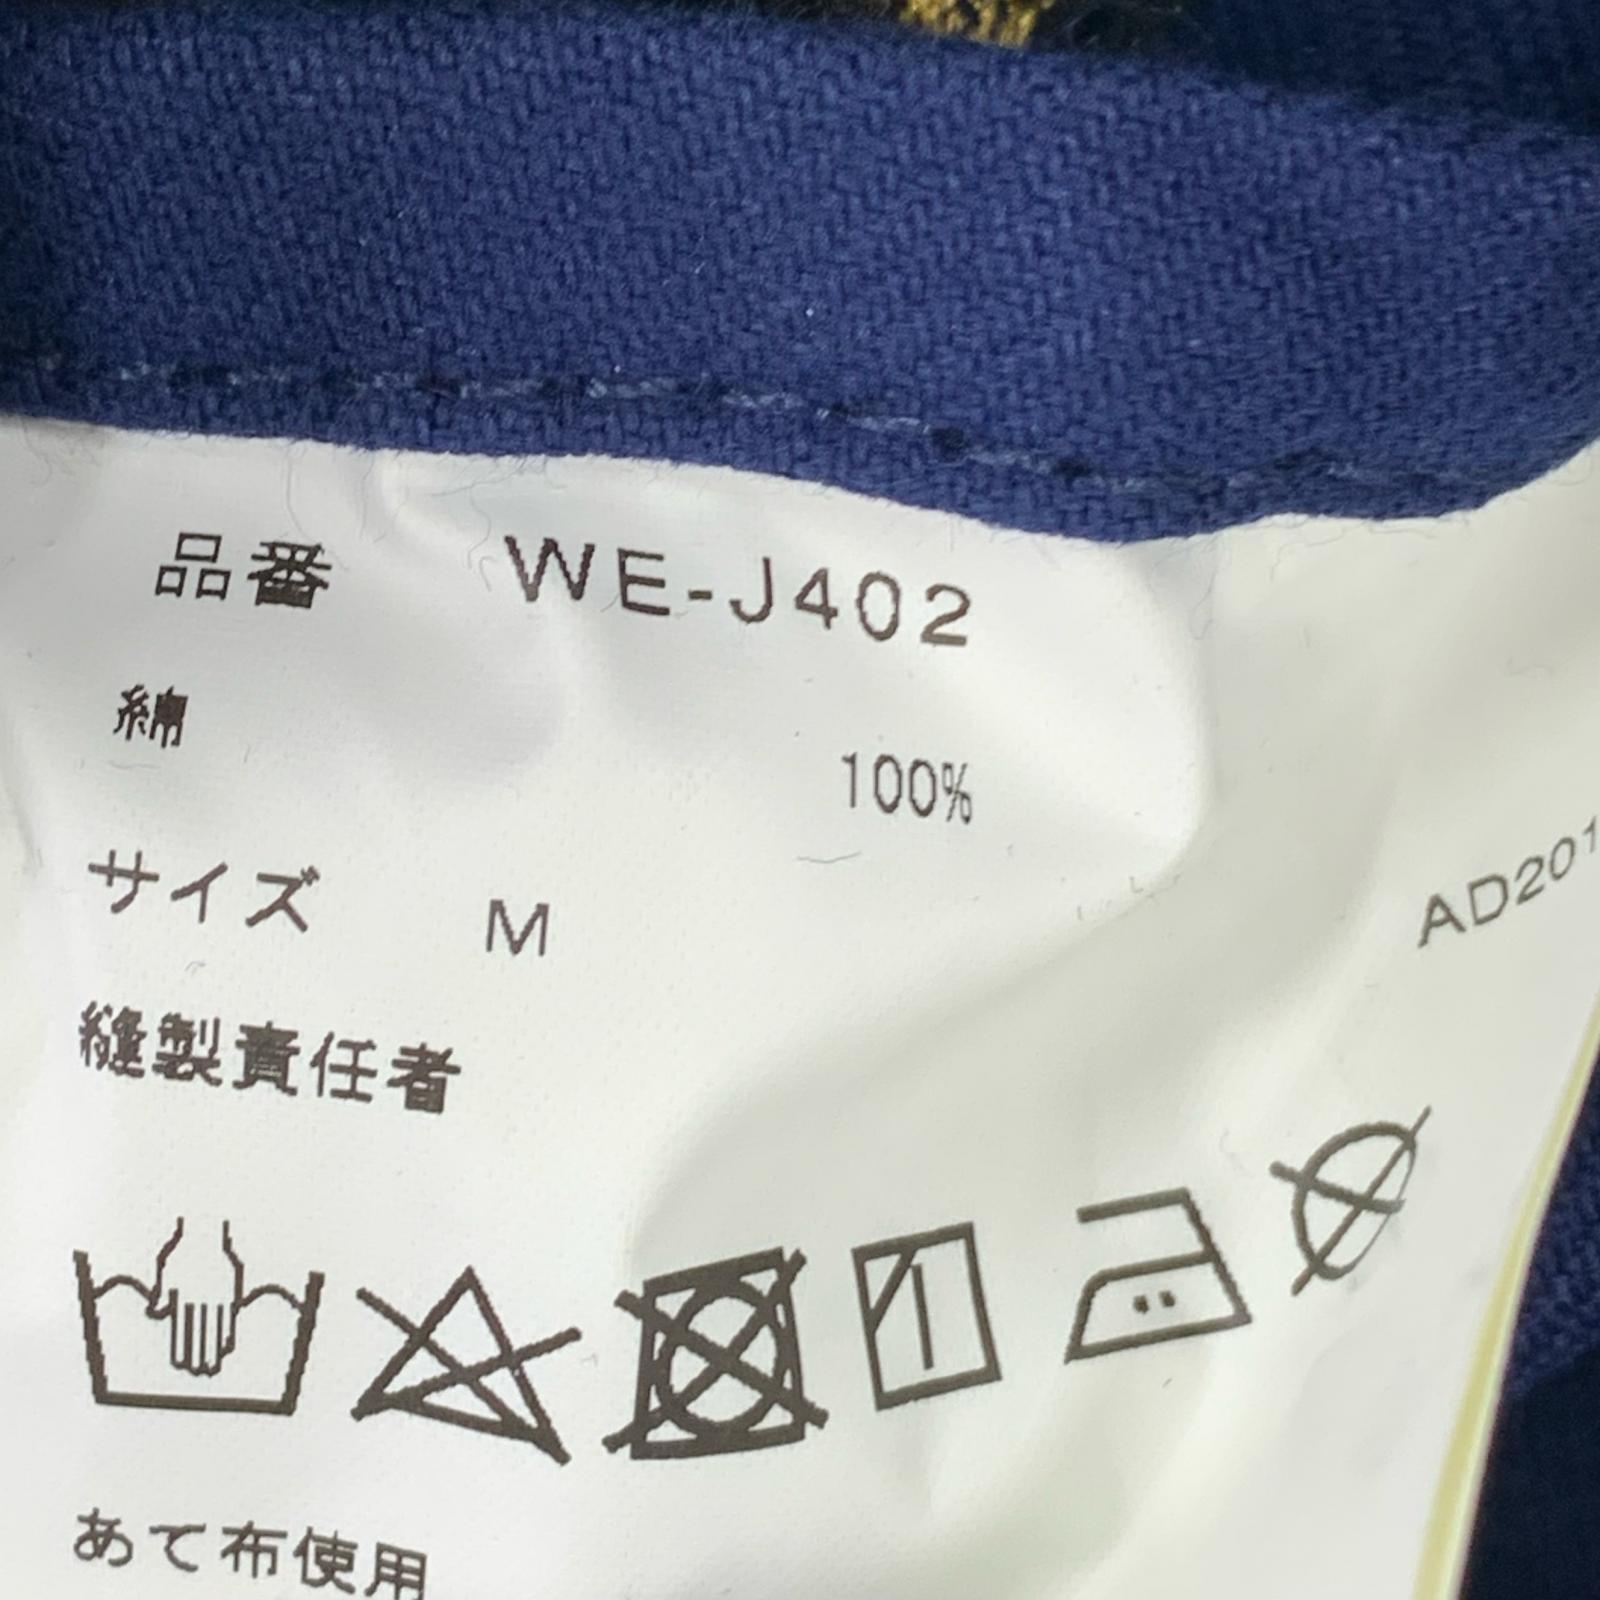 品番 WE-J402
綿 100%
サイズ M
AD201
縫製責任者
あて布使用